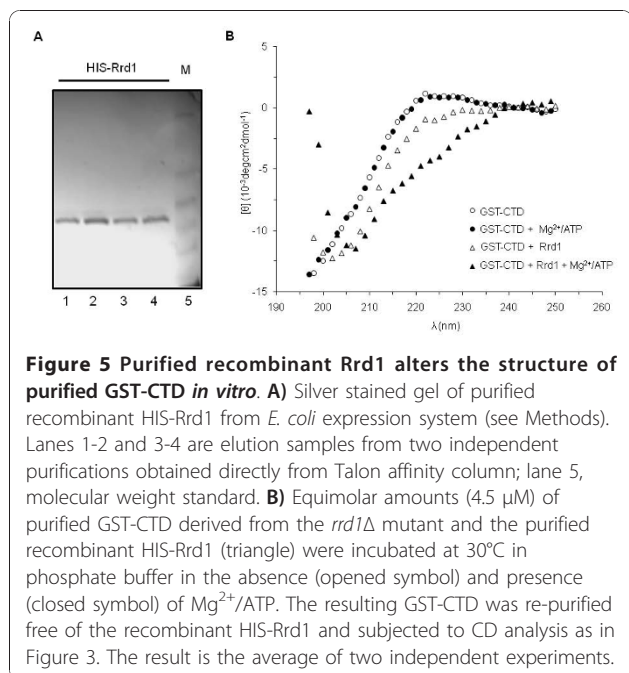 A
B
HIS-Rrd1
M
1 2 3 4 5
5
0
-5
-10
-15
[θ] (10⁻³degcm²dmol⁻¹)
GST-CTD
GST-CTD + Mg²⁺/ATP
GST-CTD + Rrd1
GST-CTD + Rrd1 + Mg²⁺/ATP
190 200 210 220 230 240 250 260
λ(nm)
Figure 5 Purified recombinant Rrd1 alters the structure of
purified GST-CTD in vitro. A) Silver stained gel of purified
recombinant HIS-Rrd1 from E. coli expression system (see Methods).
Lanes 1-2 and 3-4 are elution samples from two independent
purifications obtained directly from Talon affinity column; lane 5,
molecular weight standard. B) Equimolar amounts (4.5 μM) of
purified GST-CTD derived from the rrd1Δ mutant and the purified
recombinant HIS-Rrd1 (triangle) were incubated at 30°C in
phosphate buffer in the absence (opened symbol) and presence
(closed symbol) of Mg²⁺/ATP. The resulting GST-CTD was re-purified
free of the recombinant HIS-Rrd1 and subjected to CD analysis as in
Figure 3. The result is the average of two independent experiments.